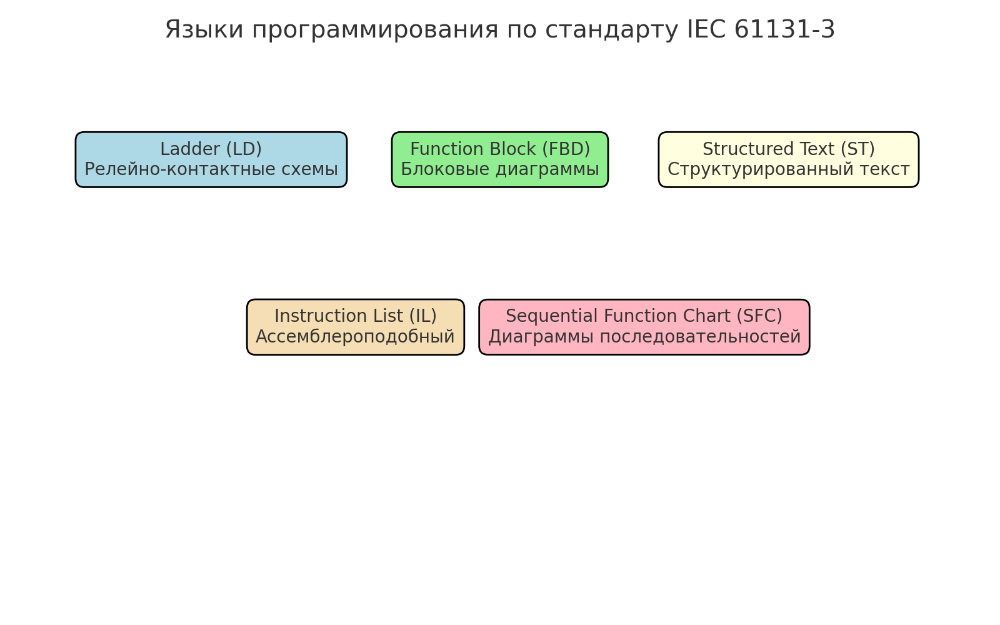 Языки программирования по стандарту IEC 61131-3
Ladder (LD)
Релейно-контактные схемы
Function Block (FBD)
Блоковые диаграммы
Structured Text (ST)
Структурированный текст
Instruction List (IL)
Ассемблероподобный
Sequential Function Chart (SFC)
Диаграммы последовательностей